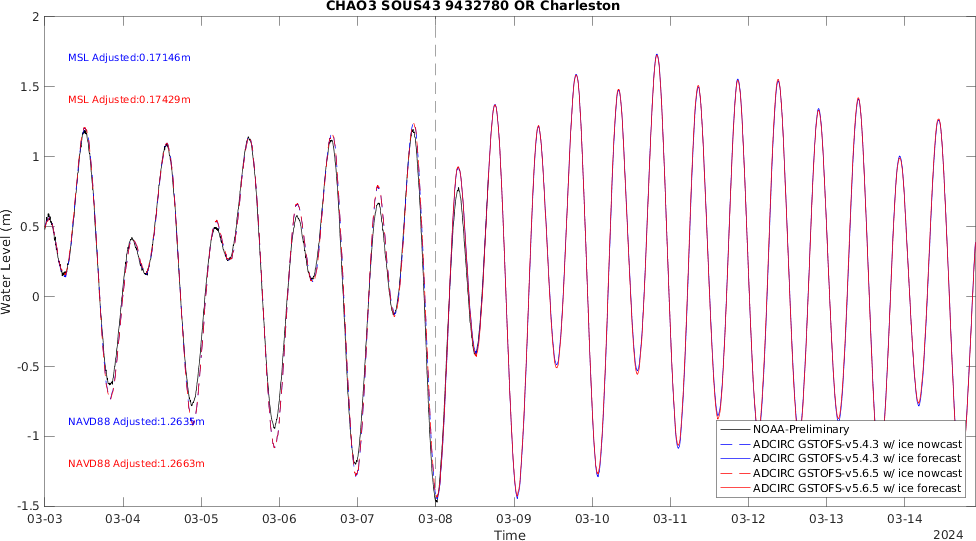 CHAO3 SOUS43 9432780 OR Charleston
2
1.5
1
0.5
0
-0.5
-1
-1.5
Water Level (m)
MSL Adjusted:0.17146m
MSL Adjusted:0.17429m
NAVD88 Adjusted:1.2635m
NAVD88 Adjusted:1.2663m
NOAA-Preliminary
ADCIRC GSTOFS-v5.4.3 w/ ice nowcast
ADCIRC GSTOFS-v5.4.3 w/ ice forecast
ADCIRC GSTOFS-v5.6.5 w/ ice nowcast
ADCIRC GSTOFS-v5.6.5 w/ ice forecast
03-03 03-04 03-05 03-06 03-07 03-08 03-09 03-10 03-11 03-12 03-13 03-14
Time
2024